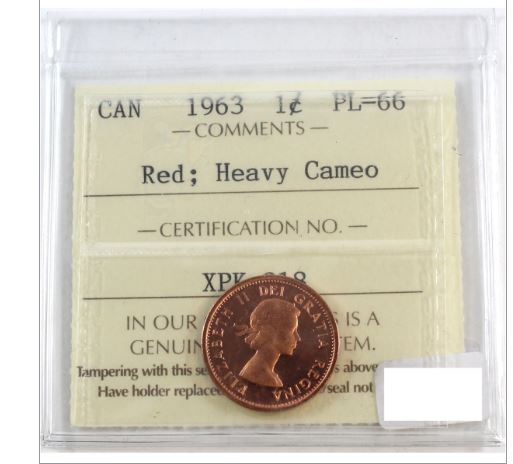 CAN 1963 1¢ PL=66
— COMMENTS —
Red; Heavy Cameo
— CERTIFICATION NO. —
XPK 918
IN OUR IS A
GENUIN TEM.
Tampering with this se s above
Have holder replace /seal not
ELIZABETH II DEI GRATIA REGINA